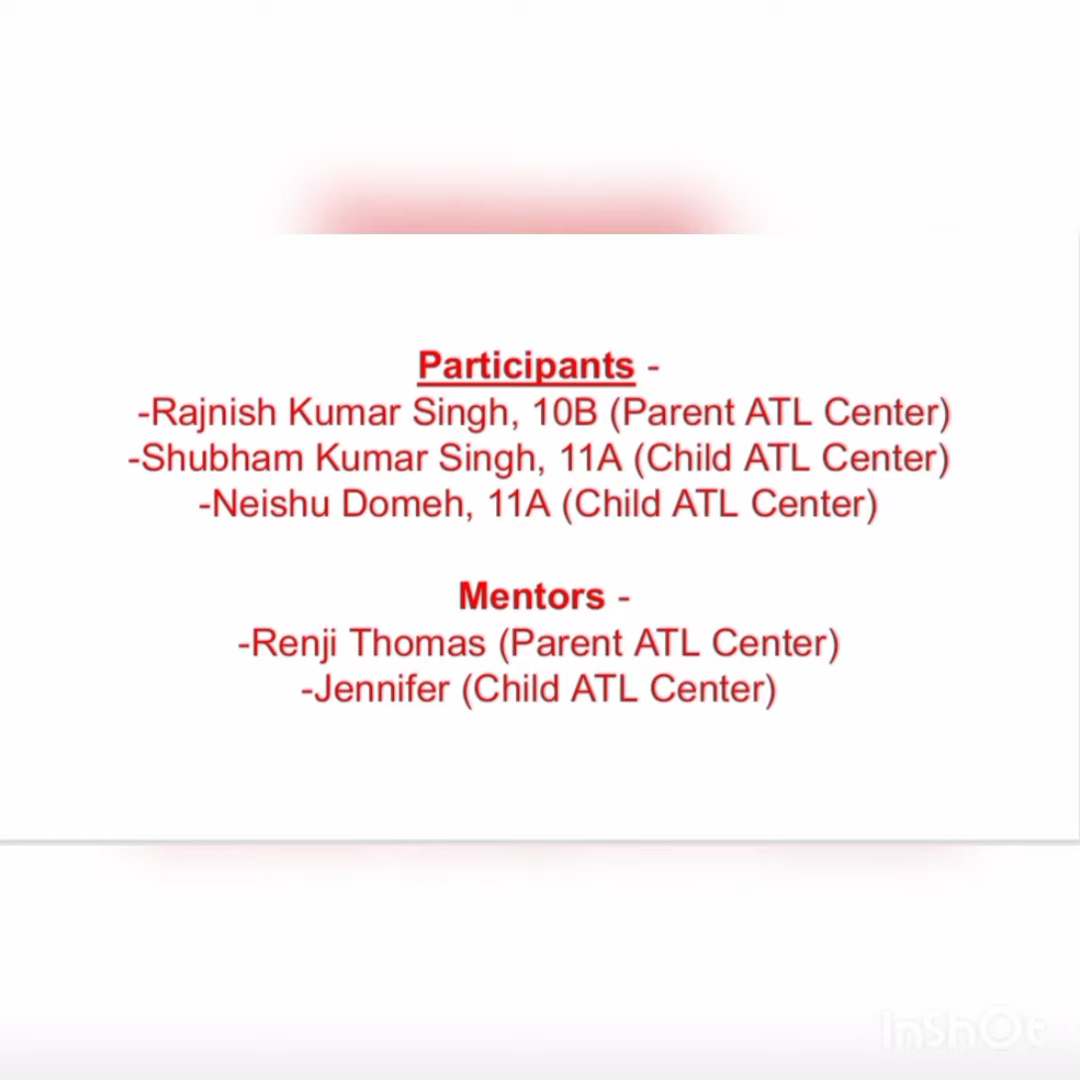 Participants -
-Rajnish Kumar Singh, 10B (Parent ATL Center)
-Shubham Kumar Singh, 11A (Child ATL Center)
-Neishu Domeh, 11A (Child ATL Center)
Mentors -
-Renji Thomas (Parent ATL Center)
-Jennifer (Child ATL Center)
InShOt